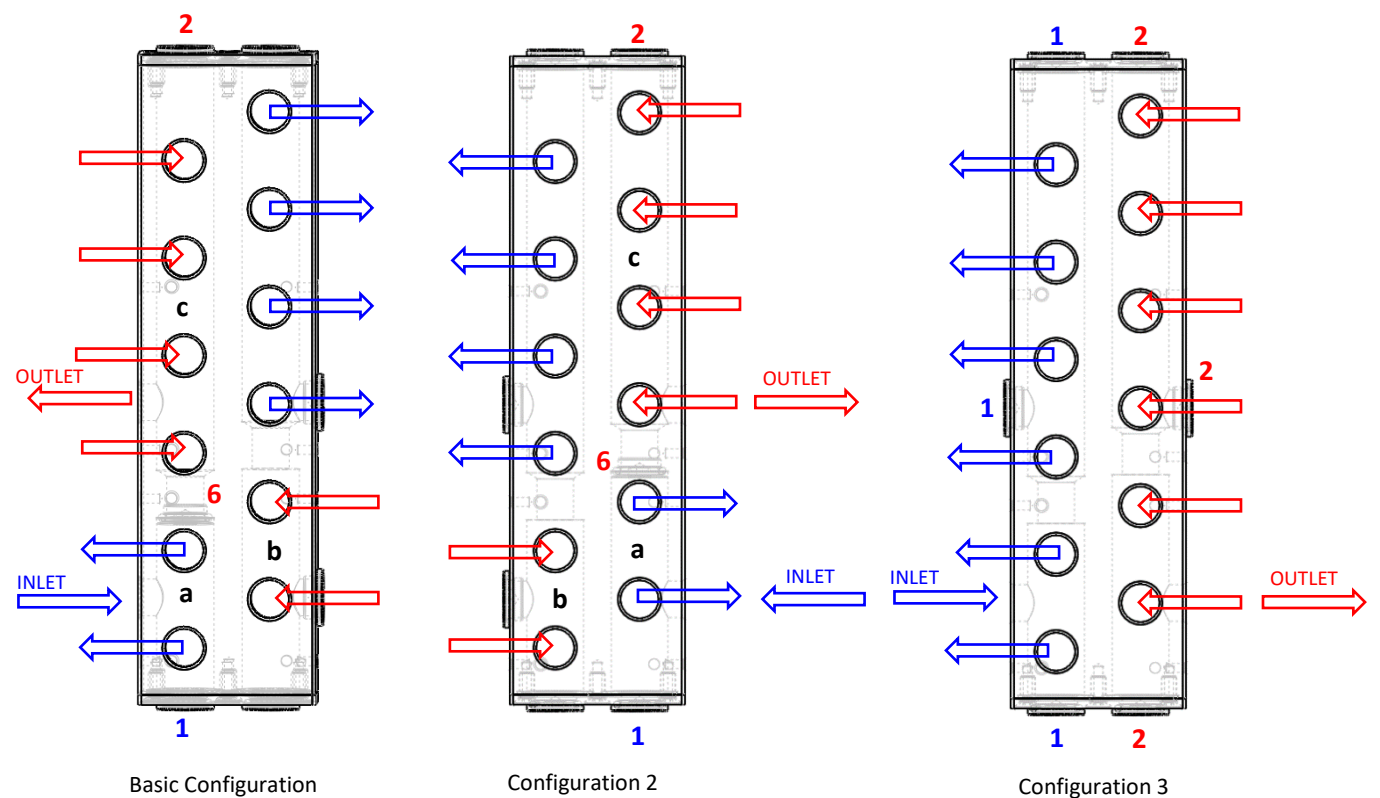 2
2
1
2
c
c
OUTLET
OUTLET
2
1
6
6
b
a
a
b
INLET
INLET
INLET
OUTLET
1
1
1
2
Basic Configuration
Configuration 2
Configuration 3